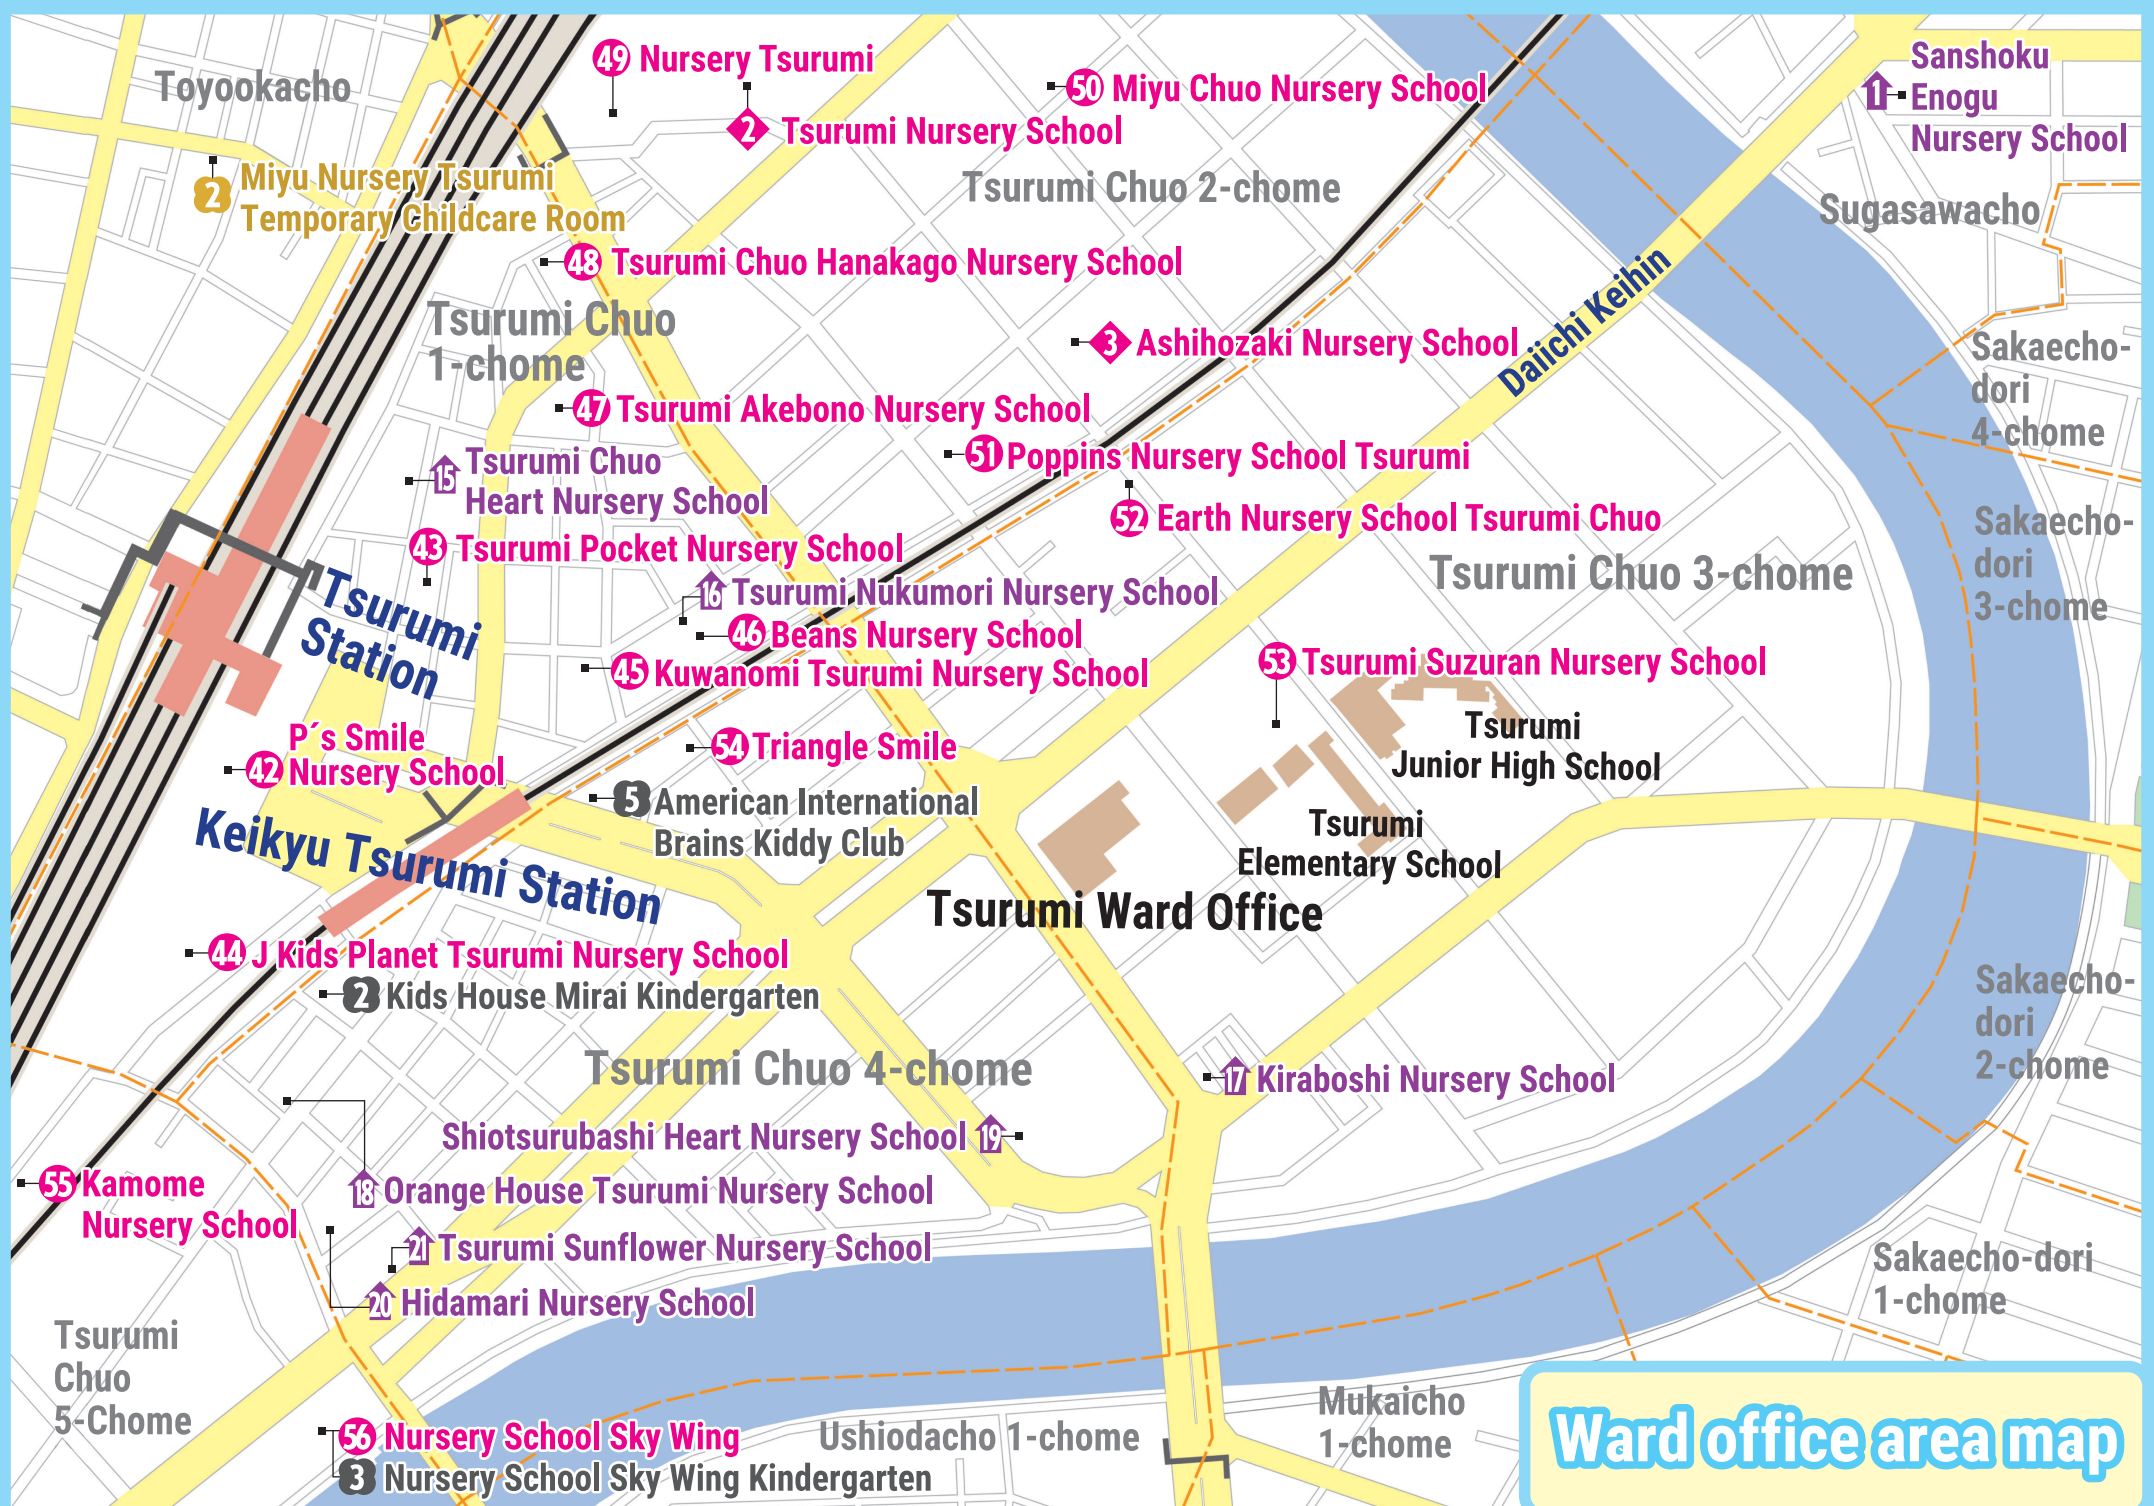 49 Nursery Tsurumi
50 Miyu Chuo Nursery School
Sanshoku
1 Enogu
Nursery School
Toyookacho
2 Tsurumi Nursery School
Miyu Nursery Tsurumi
2 Temporary Childcare Room
Tsurumi Chuo 2-chome
Sugasawacho
48 Tsurumi Chuo Hanakago Nursery School
Tsurumi Chuo
1-chome
Daiichi Keihin
3 Ashihozaki Nursery School
Sakaecho-
dori
4-chome
47 Tsurumi Akebono Nursery School
51 Poppins Nursery School Tsurumi
15 Tsurumi Chuo
Heart Nursery School
52 Earth Nursery School Tsurumi Chuo
Sakaecho-
dori
3-chome
43 Tsurumi Pocket Nursery School
Tsurumi Chuo 3-chome
16 Tsurumi Nukumori Nursery School
Tsurumi
Station
46 Beans Nursery School
45 Kuwanomi Tsurumi Nursery School
53 Tsurumi Suzuran Nursery School
Tsurumi
Junior High School
P´s Smile
42 Nursery School
54 Triangle Smile
5 American International
Brains Kiddy Club
Tsurumi
Elementary School
Keikyu Tsurumi Station
Tsurumi Ward Office
44 J Kids Planet Tsurumi Nursery School
2 Kids House Mirai Kindergarten
Sakaecho-
dori
2-chome
Tsurumi Chuo 4-chome
17 Kiraboshi Nursery School
Shiotsurubashi Heart Nursery School 19
55 Kamome
Nursery School
18 Orange House Tsurumi Nursery School
21 Tsurumi Sunflower Nursery School
20 Hidamari Nursery School
Sakaecho-dori
1-chome
Tsurumi
Chuo
5-Chome
56 Nursery School Sky Wing
3 Nursery School Sky Wing Kindergarten
Ushiodacho 1-chome
Mukaicho
1-chome
Ward office area map